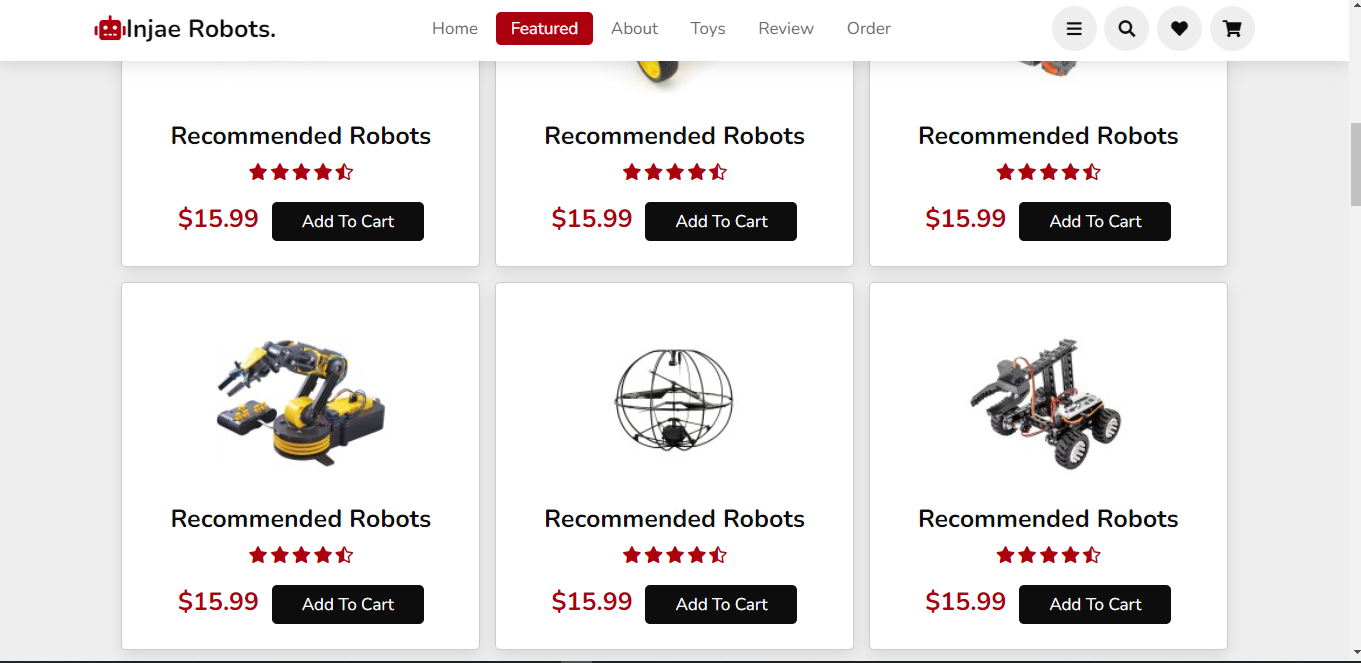 Injae Robots.
Home Featured About Toys Review Order
Recommended Robots Recommended Robots Recommended Robots
$15.99 Add To Cart $15.99 Add To Cart $15.99 Add To Cart
Recommended Robots Recommended Robots Recommended Robots
$15.99 Add To Cart $15.99 Add To Cart $15.99 Add To Cart